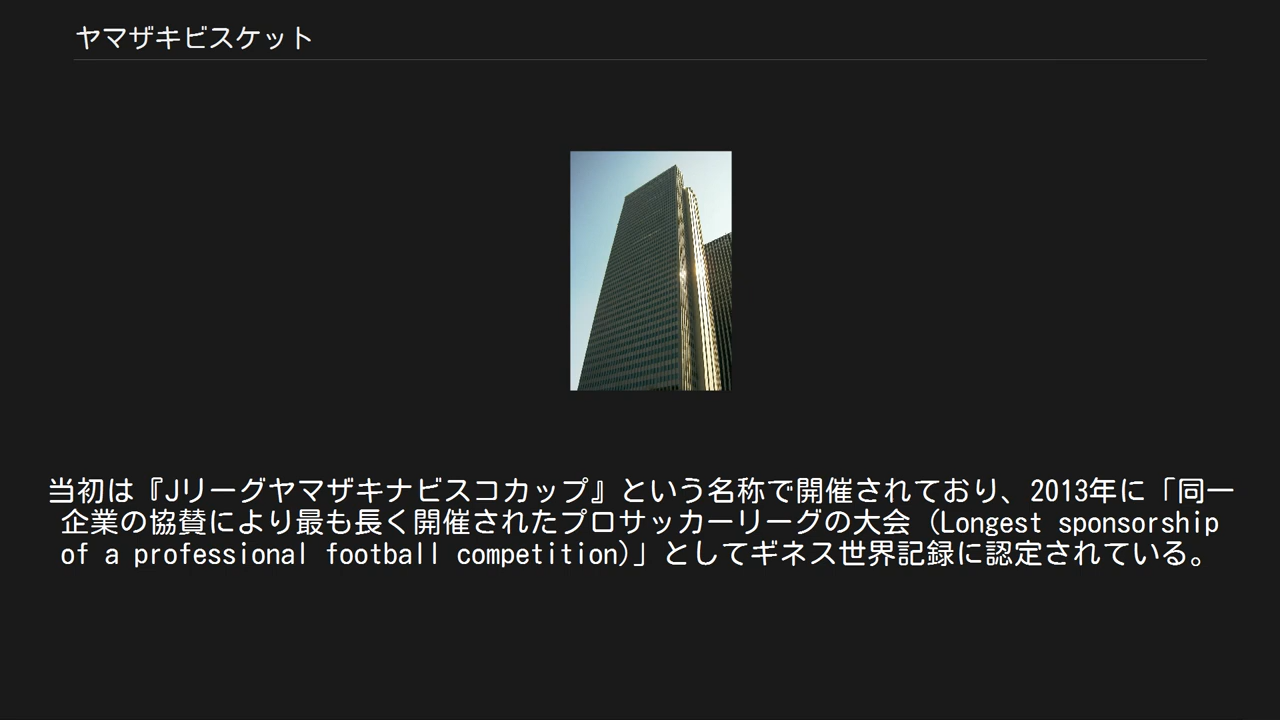 ヤマザキビスケット
当初は『Jリーグヤマザキナビスコカップ』という名称で開催されており、2013年に「同一
企業の協賛により最も長く開催されたプロサッカーリーグの大会（Longest sponsorship
of a professional football competition)」としてギネス世界記録に認定されている。